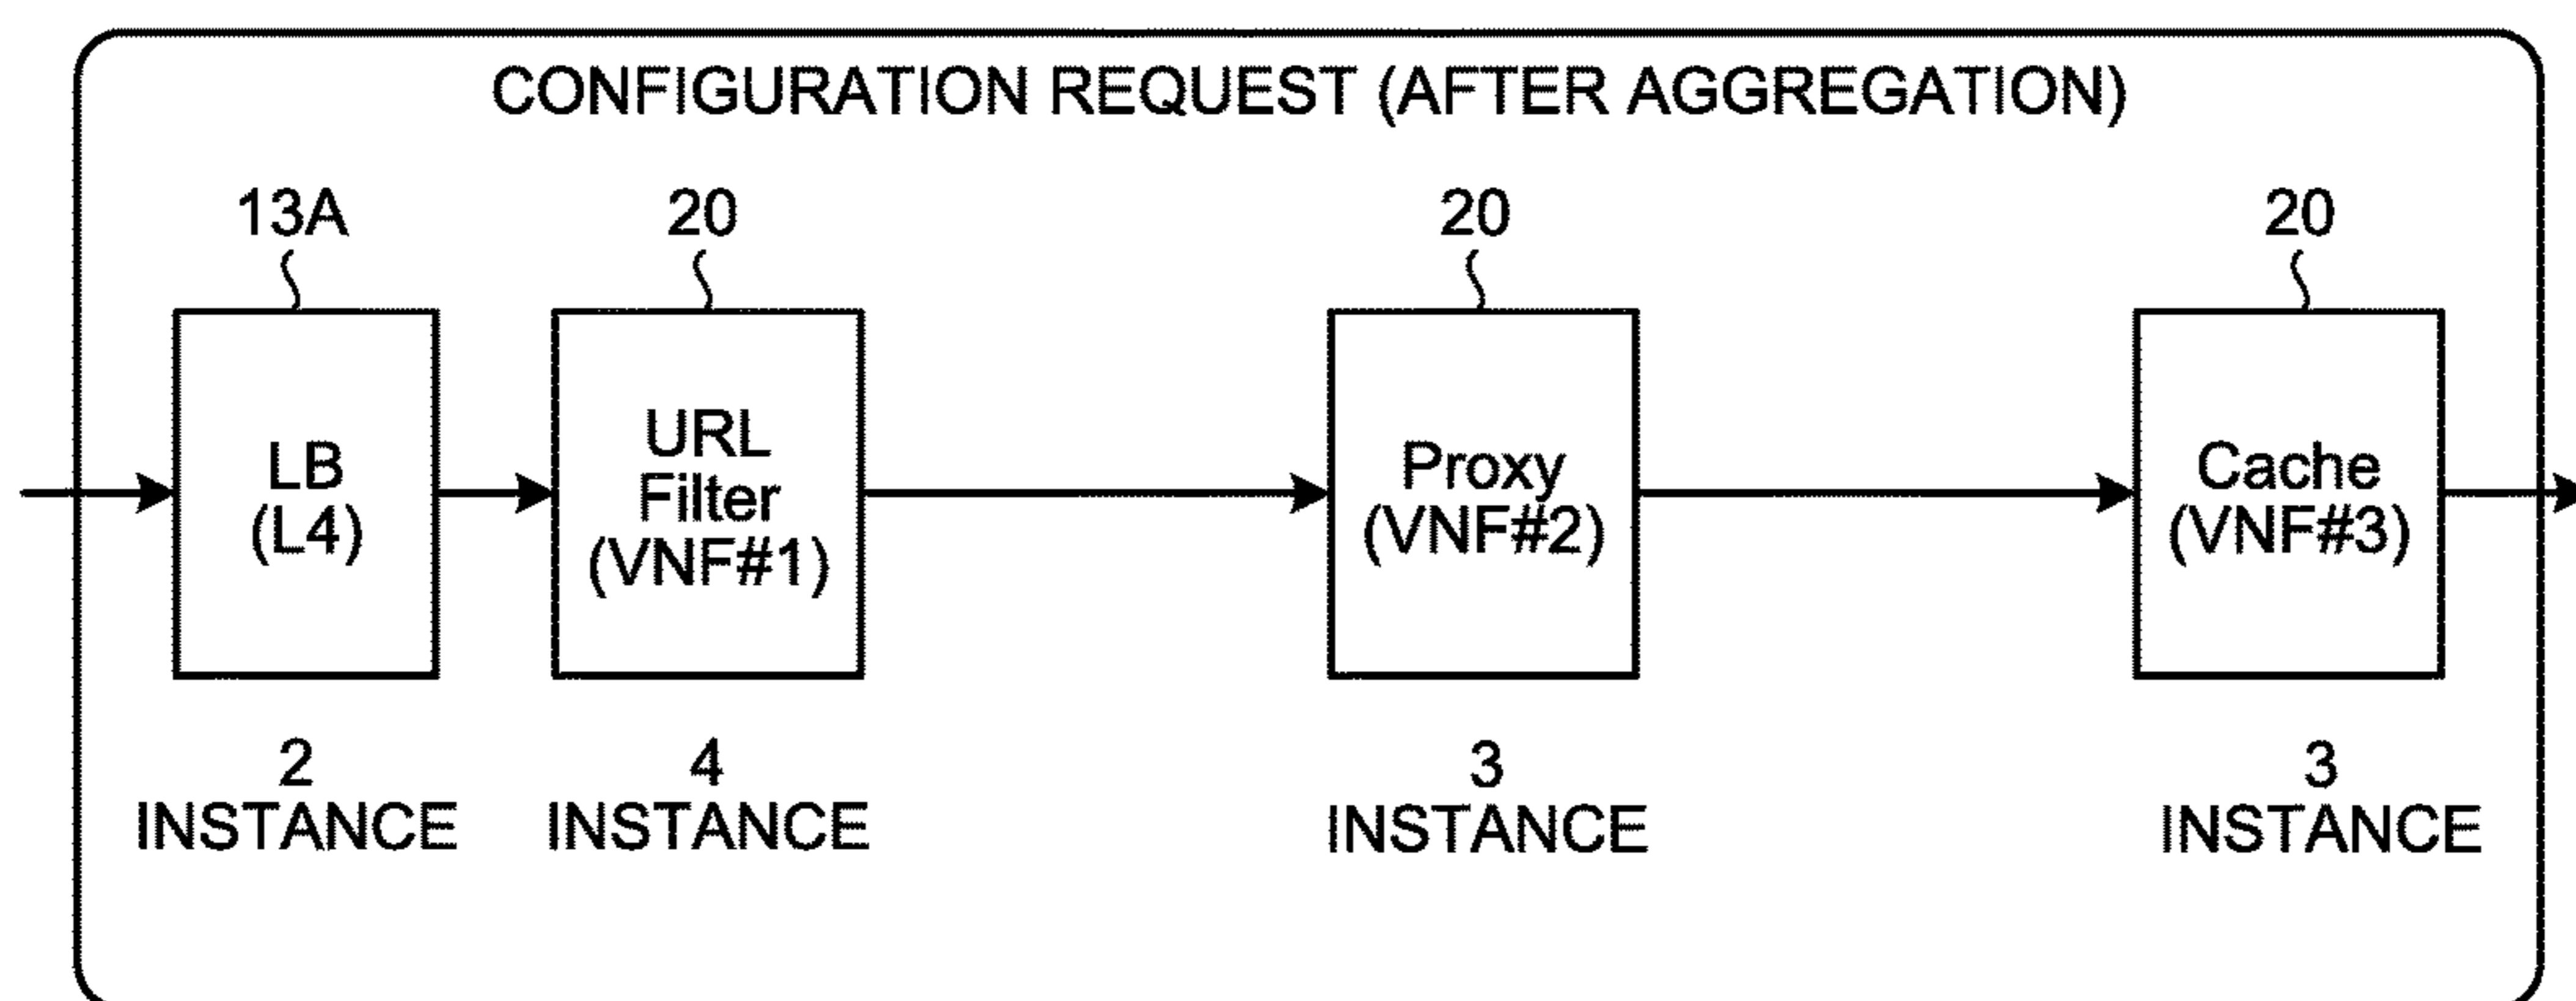 CONFIGURATION REQUEST (AFTER AGGREGATION)
13A
20
20
20
LB
(L4)
URL
Filter
(VNF#1)
Proxy
(VNF#2)
Cache
(VNF#3)
2
INSTANCE
4
INSTANCE
3
INSTANCE
3
INSTANCE